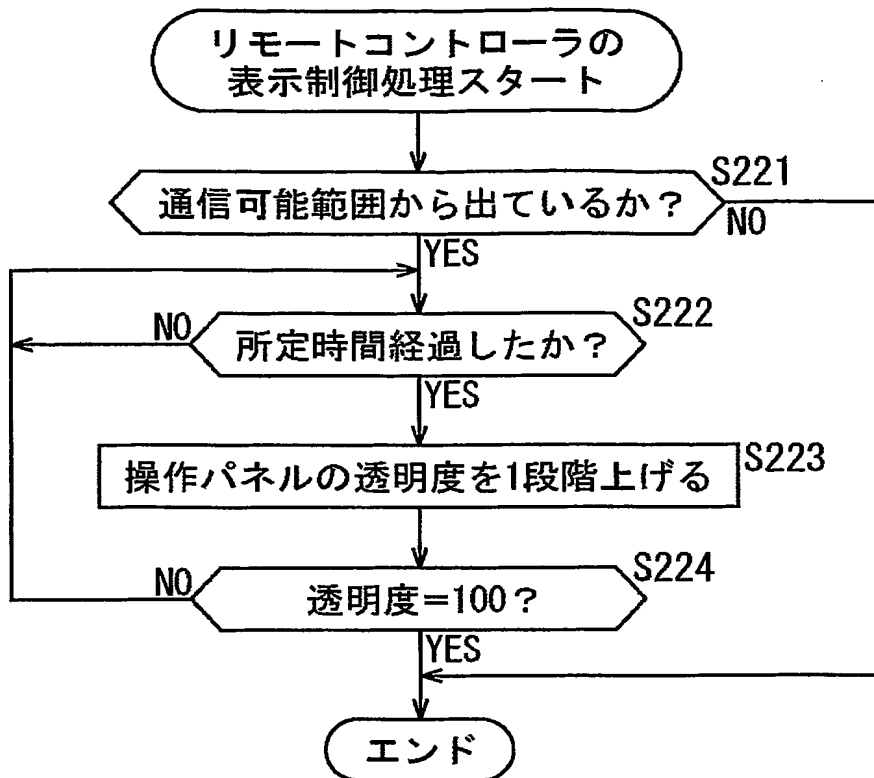 リモートコントローラの
表示制御処理スタート
S221
通信可能範囲から出ているか？
NO
YES
S222
NO
所定時間経過したか？
YES
S223
操作パネルの透明度を1段階上げる
S224
NO
透明度=100？
YES
エンド